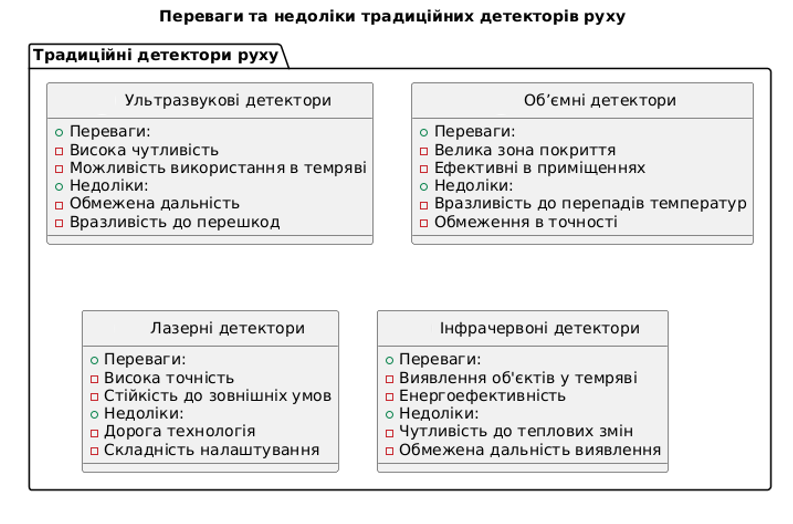 Переваги та недоліки традиційних детекторів руху
Традиційні детектори руху
Ультразвукові детектори
Переваги:
Висока чутливість
Можливість використання в темряві
Недоліки:
Обмежена дальність
Вразливість до перешкод
Об’ємні детектори
Переваги:
Велика зона покриття
Ефективні в приміщеннях
Недоліки:
Вразливість до перепадів температур
Обмеження в точності
Лазерні детектори
Переваги:
Висока точність
Стійкість до зовнішніх умов
Недоліки:
Дорога технологія
Складність налаштування
Інфрачервоні детектори
Переваги:
Виявлення об'єктів у темряві
Енергоефективність
Недоліки:
Чутливість до теплових змін
Обмежена дальність виявлення